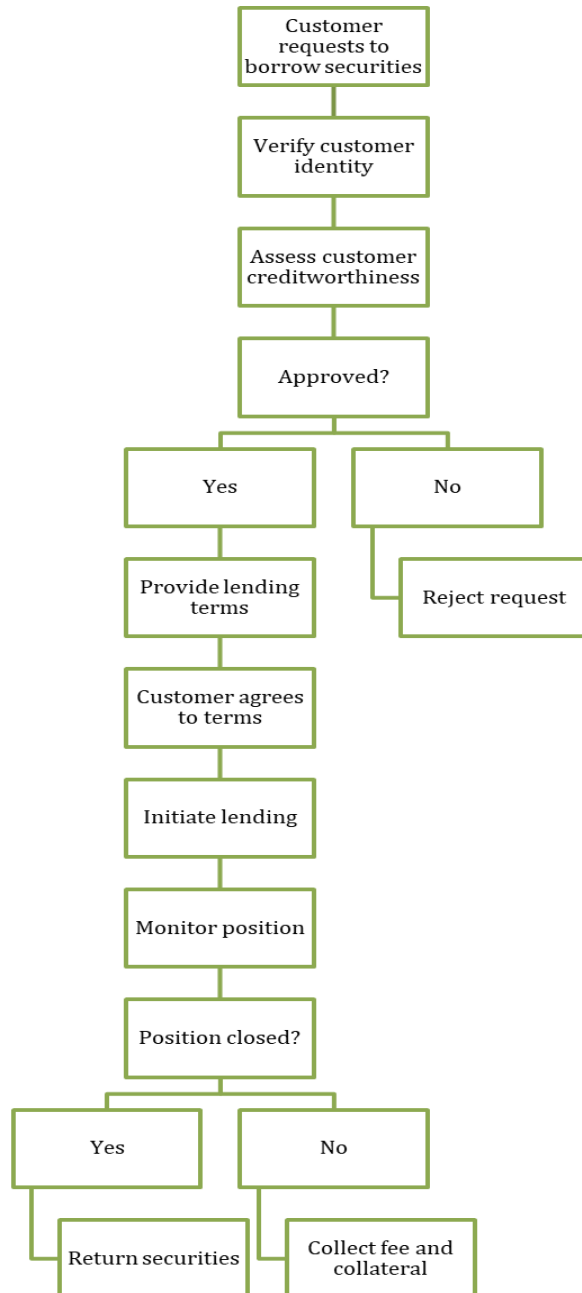 Customer
requests to
borrow securities
Verify customer
identity
Assess customer
creditworthiness
Approved?
Yes
No
Provide lending
terms
Reject request
Customer agrees
to terms
Initiate lending
Monitor position
Position closed?
Yes
No
Return securities
Collect fee and
collateral